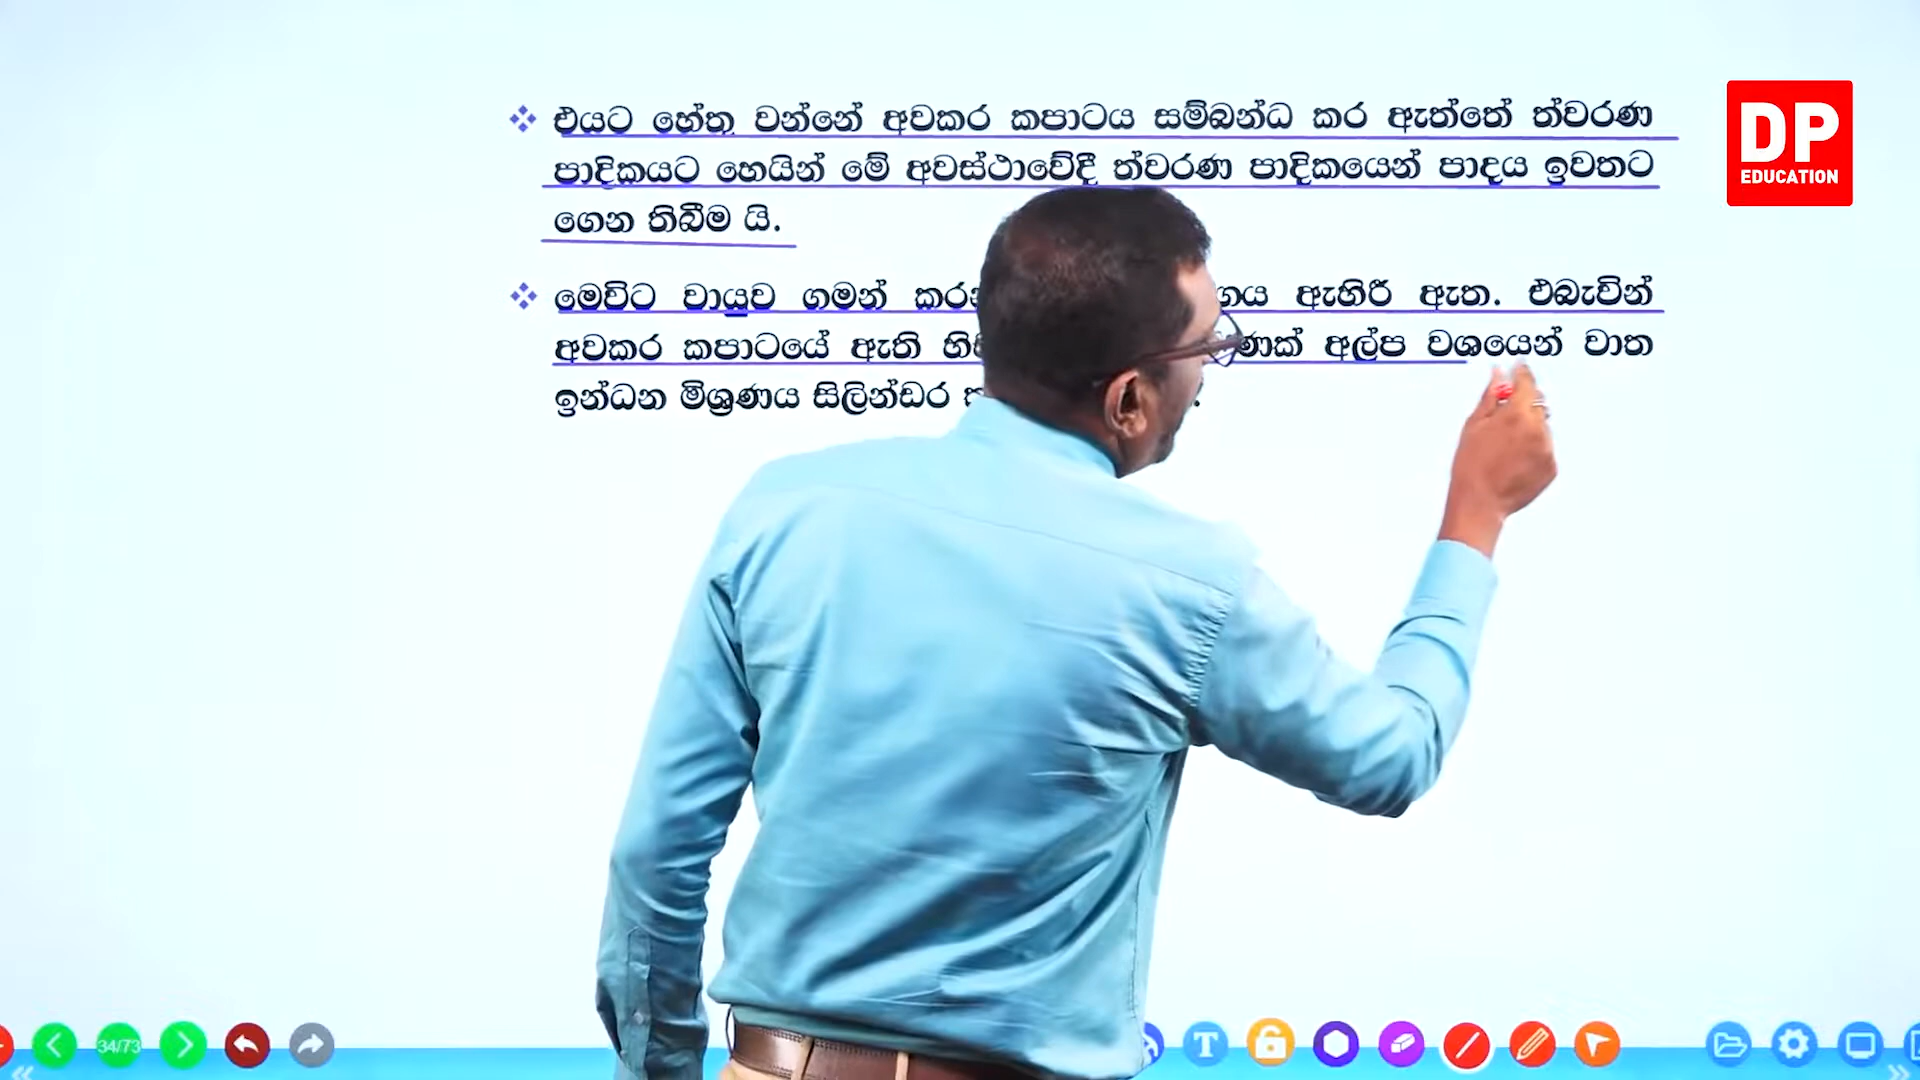 එයට හේතු වන්නේ අවකර කපාටය සම්බන්ධ කර ඇත්තේ ත්වරණ
DP
EDUCATION
පාදිකයට හෙයින් මේ අවස්ථාවේදී ත්වරණ පාදිකයෙන් පාදය ඉවතට
ගෙන තිබීම යි.
මෙවිට වායුව ගමන් ඇහිරී ඇත. එබැවින්
අවකර කපාටයේ ඇති අල්ප වශයෙන් වාත
ඉන්ධන මිශ්‍රණය සිලින්ඩර
34/73
T